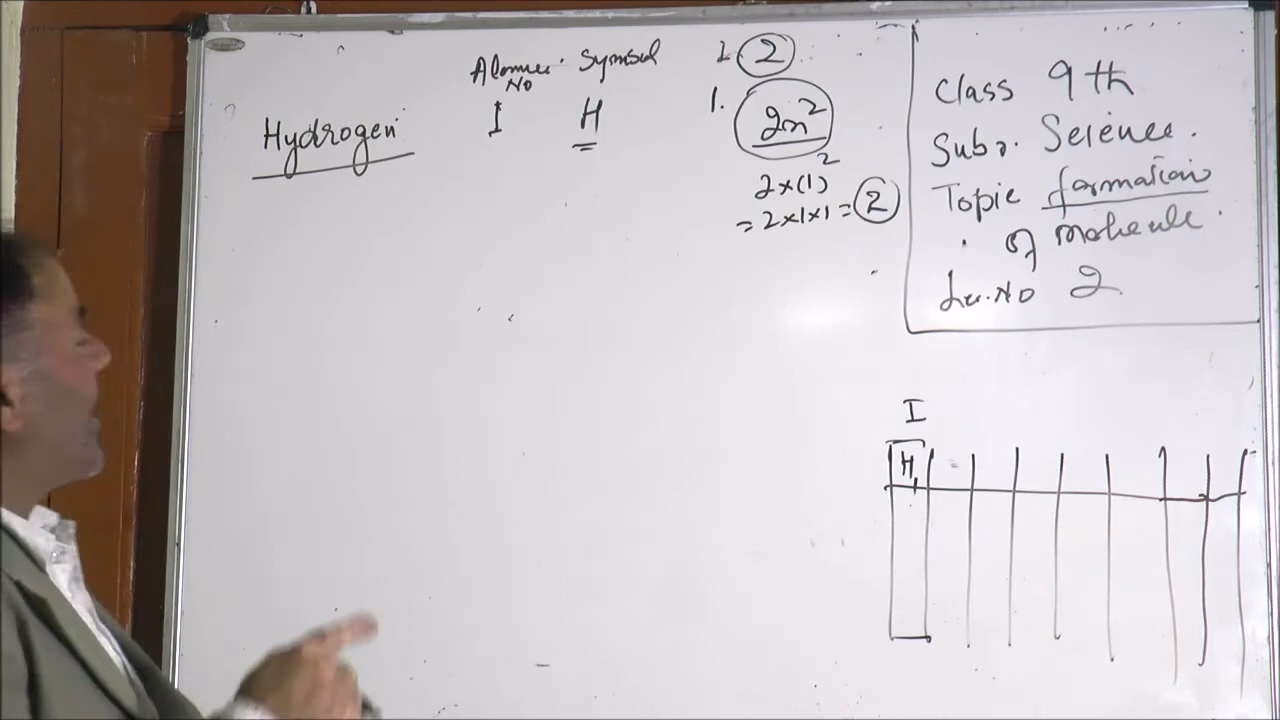 Atomic Symbol
No
Hydrogen 1 H
1. 2
1. 2n²
2×(1)²
= 2×1×1 = 2
Class 9th
Sub. Science.
Topic formation
of molecule.
Lec. No 2
I
H1